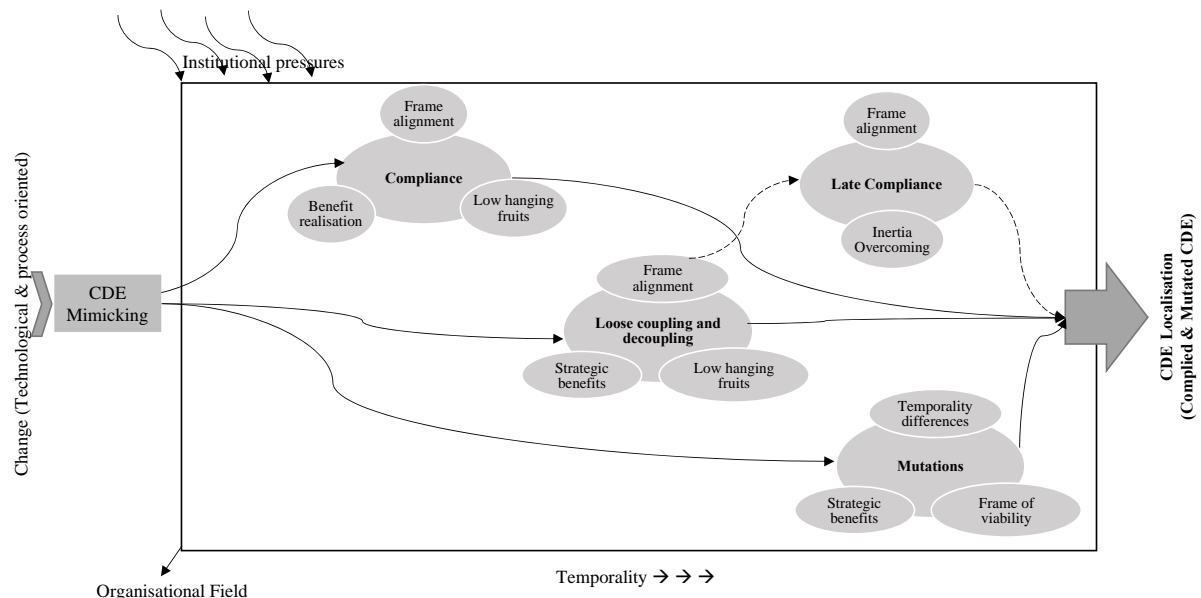 Institutional pressures
Change (Technological & process oriented)
CDE
Mimicking
Frame
alignment
Compliance
Benefit
realisation
Low hanging
fruits
Frame
alignment
Late Compliance
Inertia
Overcoming
Frame
alignment
Loose coupling and
decoupling
Strategic
benefits
Low hanging
fruits
Temporality
differences
Mutations
Strategic
benefits
Frame of
viability
CDE Localisation
(Complied & Mutated CDE)
Temporality → → →
Organisational Field